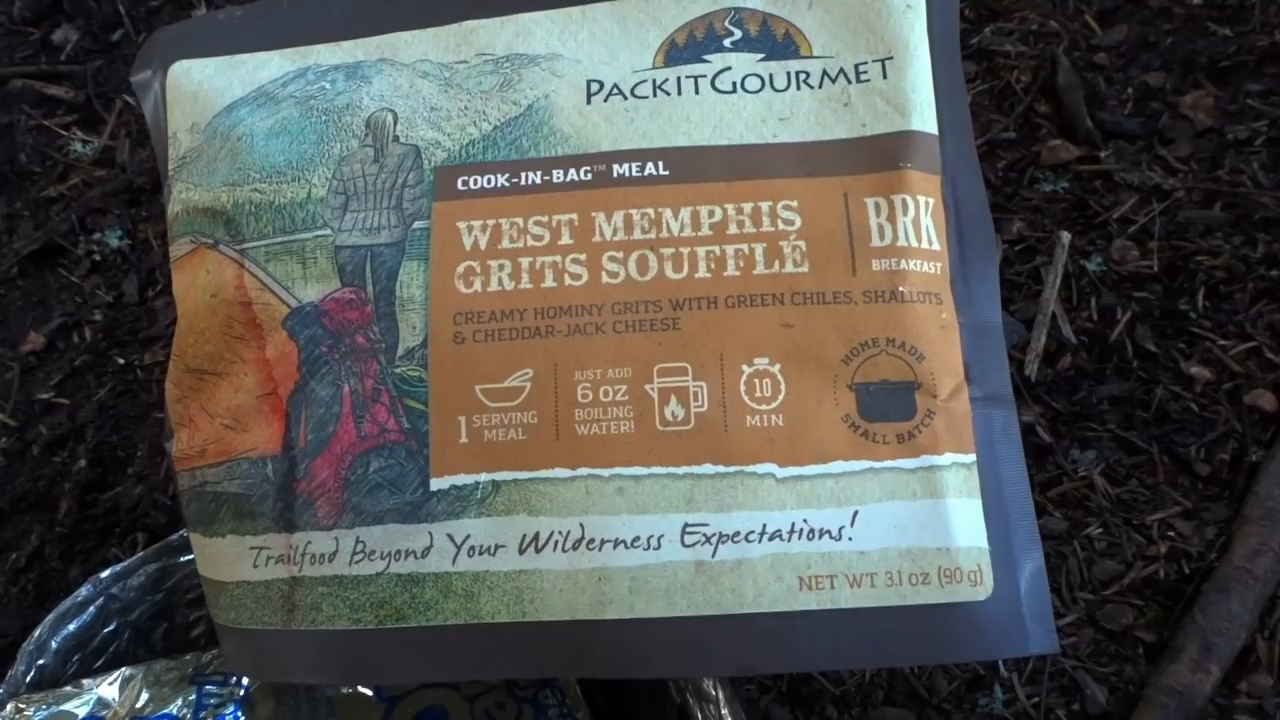 PACKITGOURMET
COOK-IN-BAG™ MEAL
WEST MEMPHIS
GRITS SOUFFLÉ
BRK
BREAKFAST
CREAMY HOMINY GRITS WITH GREEN CHILES, SHALLOTS
& CHEDDAR-JACK CHEESE
1 SERVING
MEAL
JUST ADD
6 oz
BOILING
WATER!
10
MIN
HOME MADE
SMALL BATCH
Trailfood Beyond Your Wilderness Expectations!
NET WT 3.1 oz (90 g)